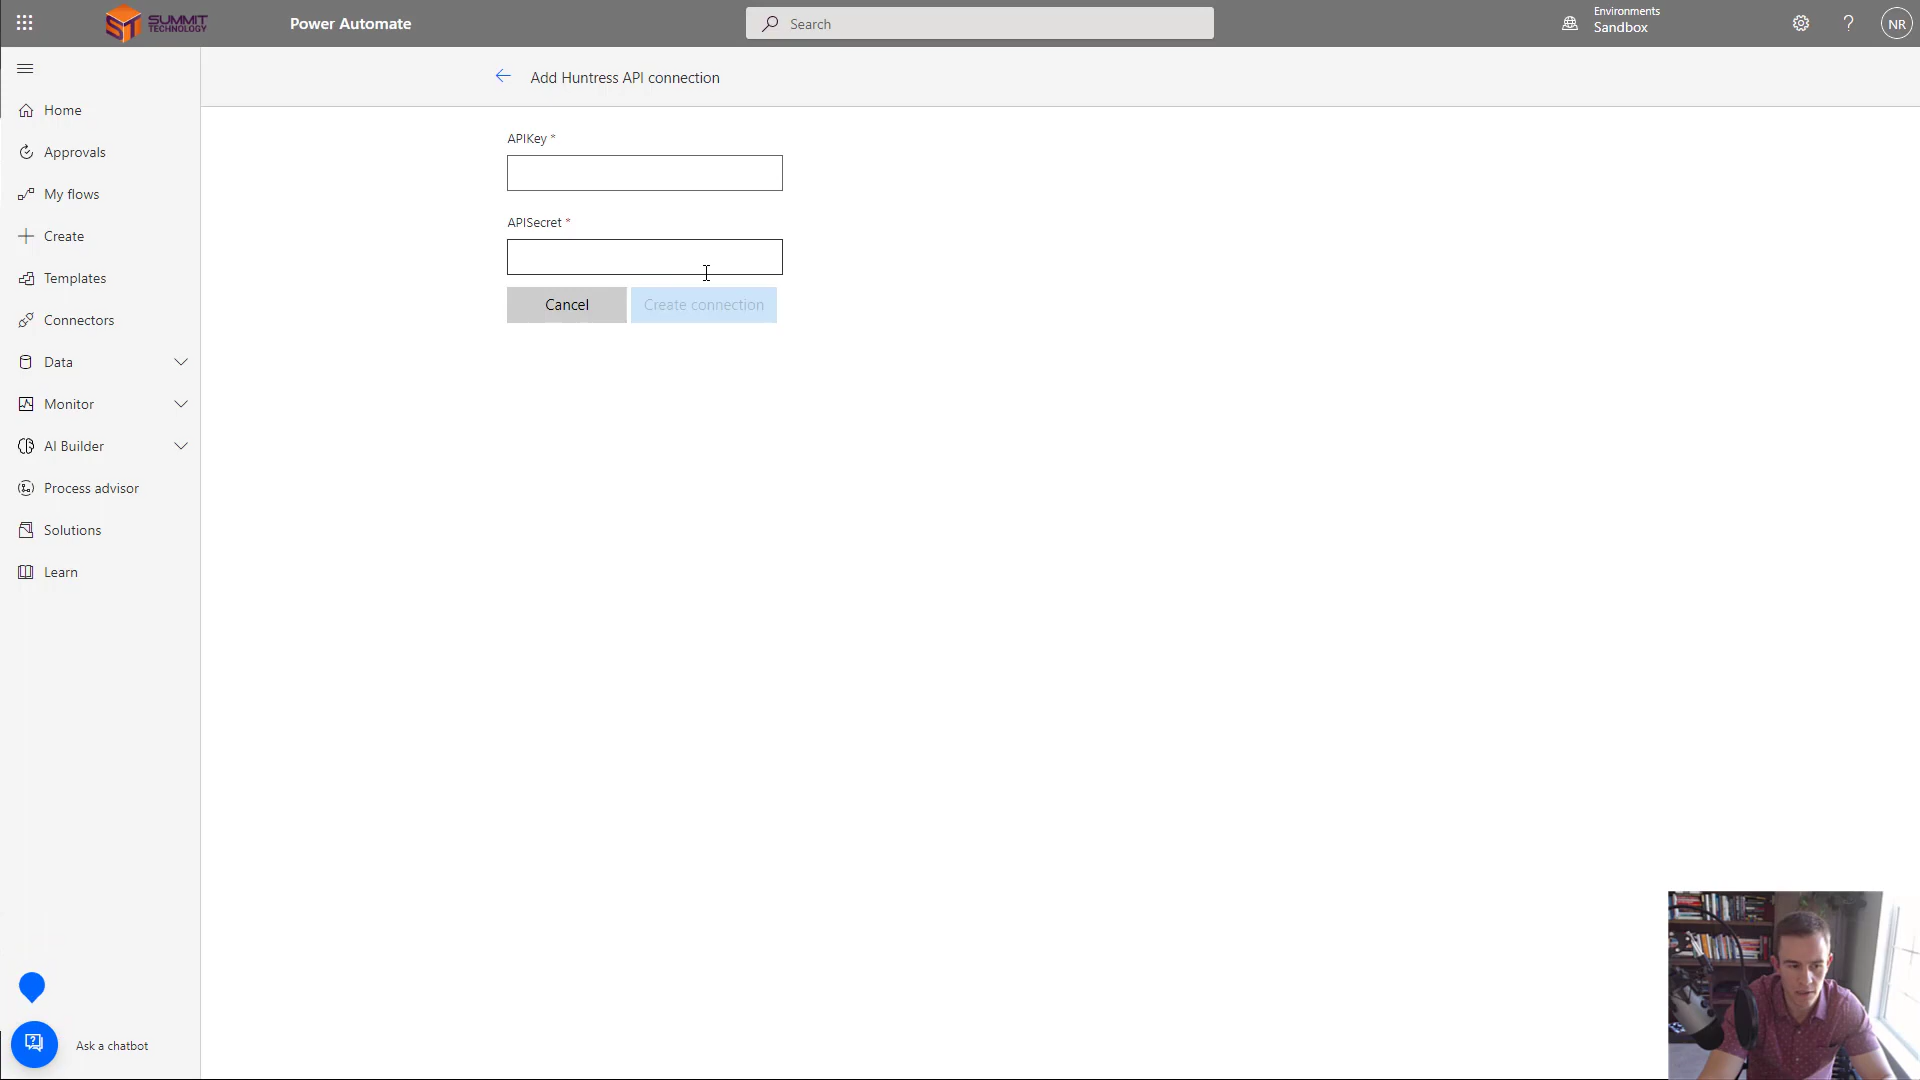 SUMMIT
TECHNOLOGY
Power Automate
Search
Environments
Sandbox
NR
Home
Approvals
My flows
Create
Templates
Connectors
Data
Monitor
AI Builder
Process advisor
Solutions
Learn
Ask a chatbot
Add Huntress API connection
APIKey *
APISecret *
Cancel
Create connection